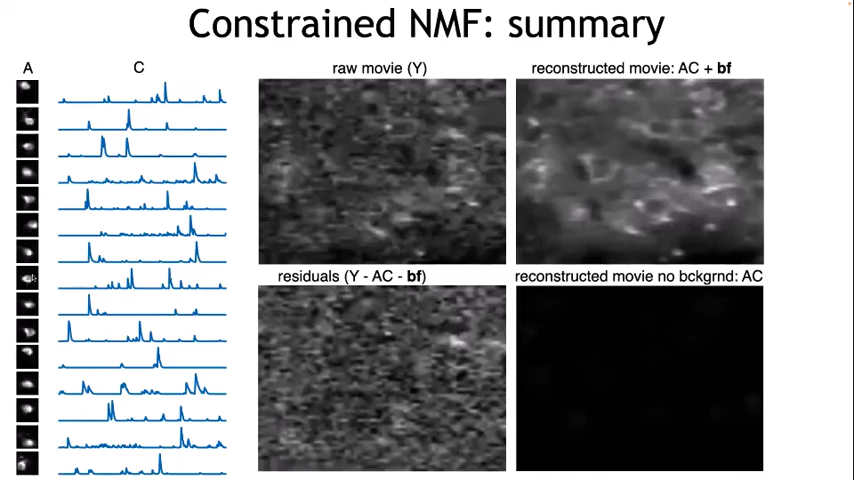 Constrained NMF: summary
A
C
raw movie (Y)
reconstructed movie: AC + bf
residuals (Y - AC - bf)
reconstructed movie no bckgrnd: AC